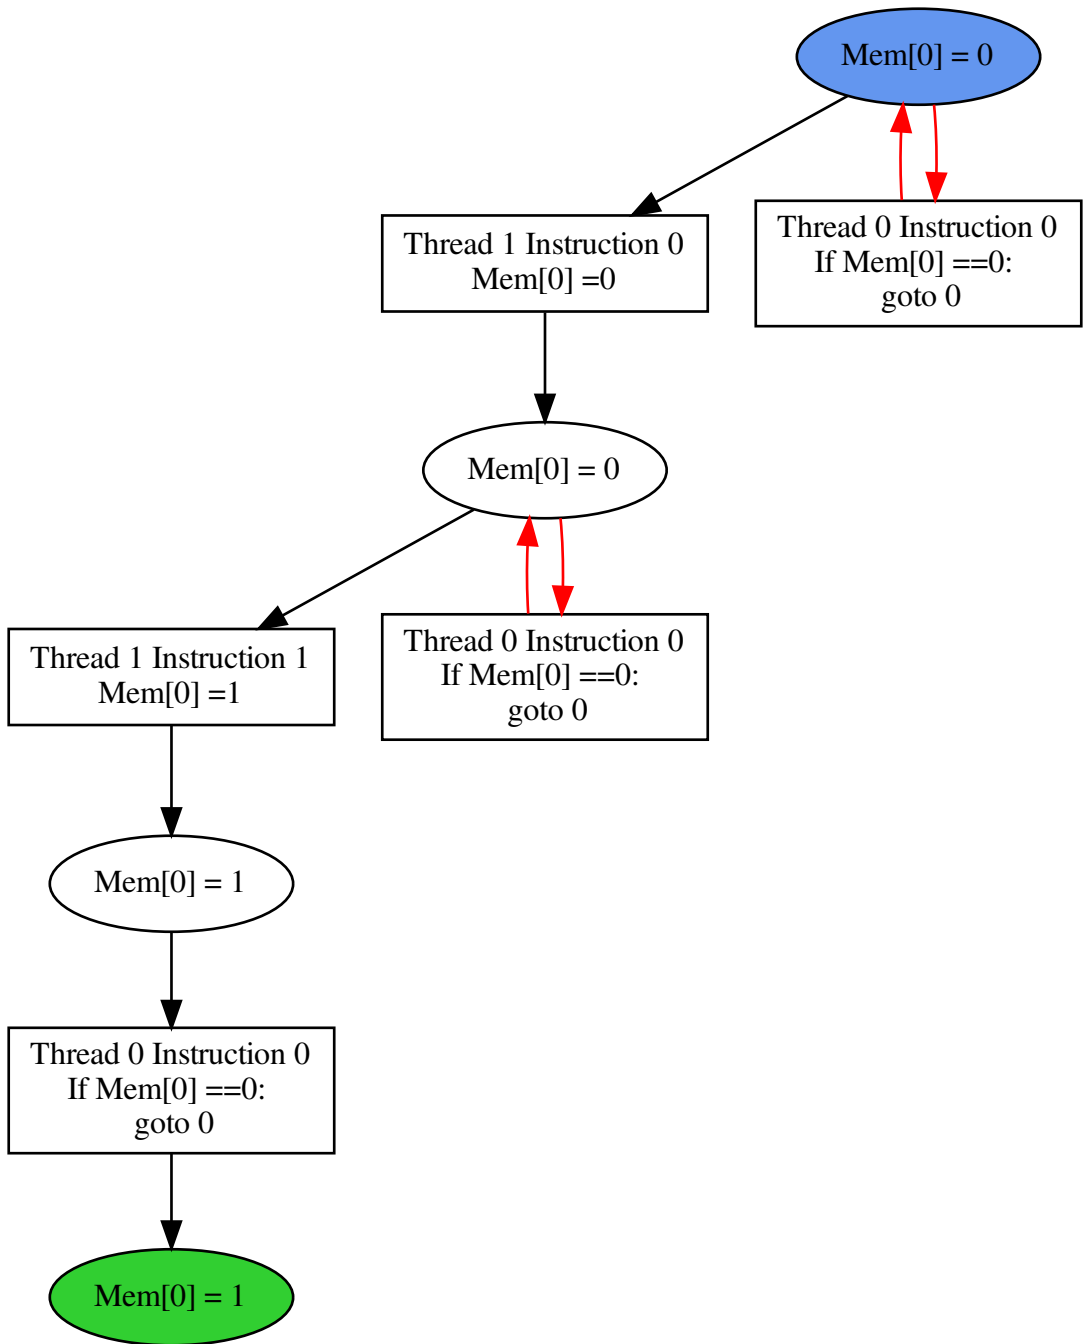 Mem[0] = 0
Thread 1 Instruction 0
Mem[0] =0
Thread 0 Instruction 0
If Mem[0] ==0:
goto 0
Mem[0] = 0
Thread 1 Instruction 1
Mem[0] =1
Thread 0 Instruction 0
If Mem[0] ==0:
goto 0
Mem[0] = 1
Thread 0 Instruction 0
If Mem[0] ==0:
goto 0
Mem[0] = 1